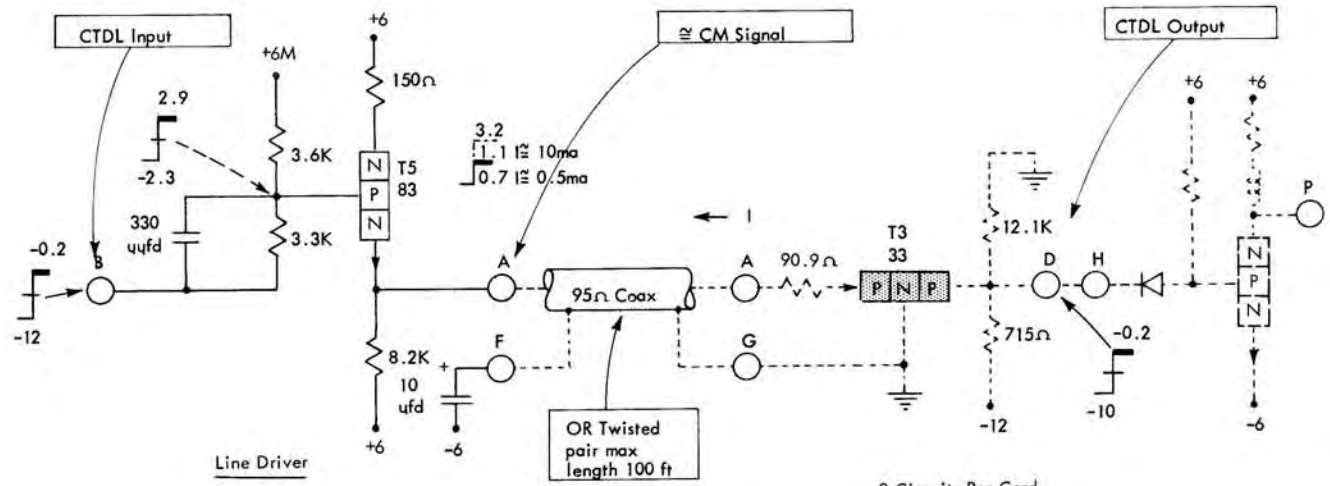 CTDL Input
+6
≅ CM Signal
CTDL Output
+6M
150Ω
+6
+6
2.9
-2.3
3.6K
N
P
N
T5
83
3.2
1.1 I≅ 10ma
0.7 I≅ 0.5ma
I
12.1K
P
330
μμfd
3.3K
-0.2
B
-12
A
95Ω Coax
A
90.9Ω
T3
33
P N P
D
H
N
P
N
8.2K
10
μfd
+
F
G
715Ω
-0.2
-10
+6
-6
-12
-6
OR Twisted
pair max
length 100 ft
Line Driver